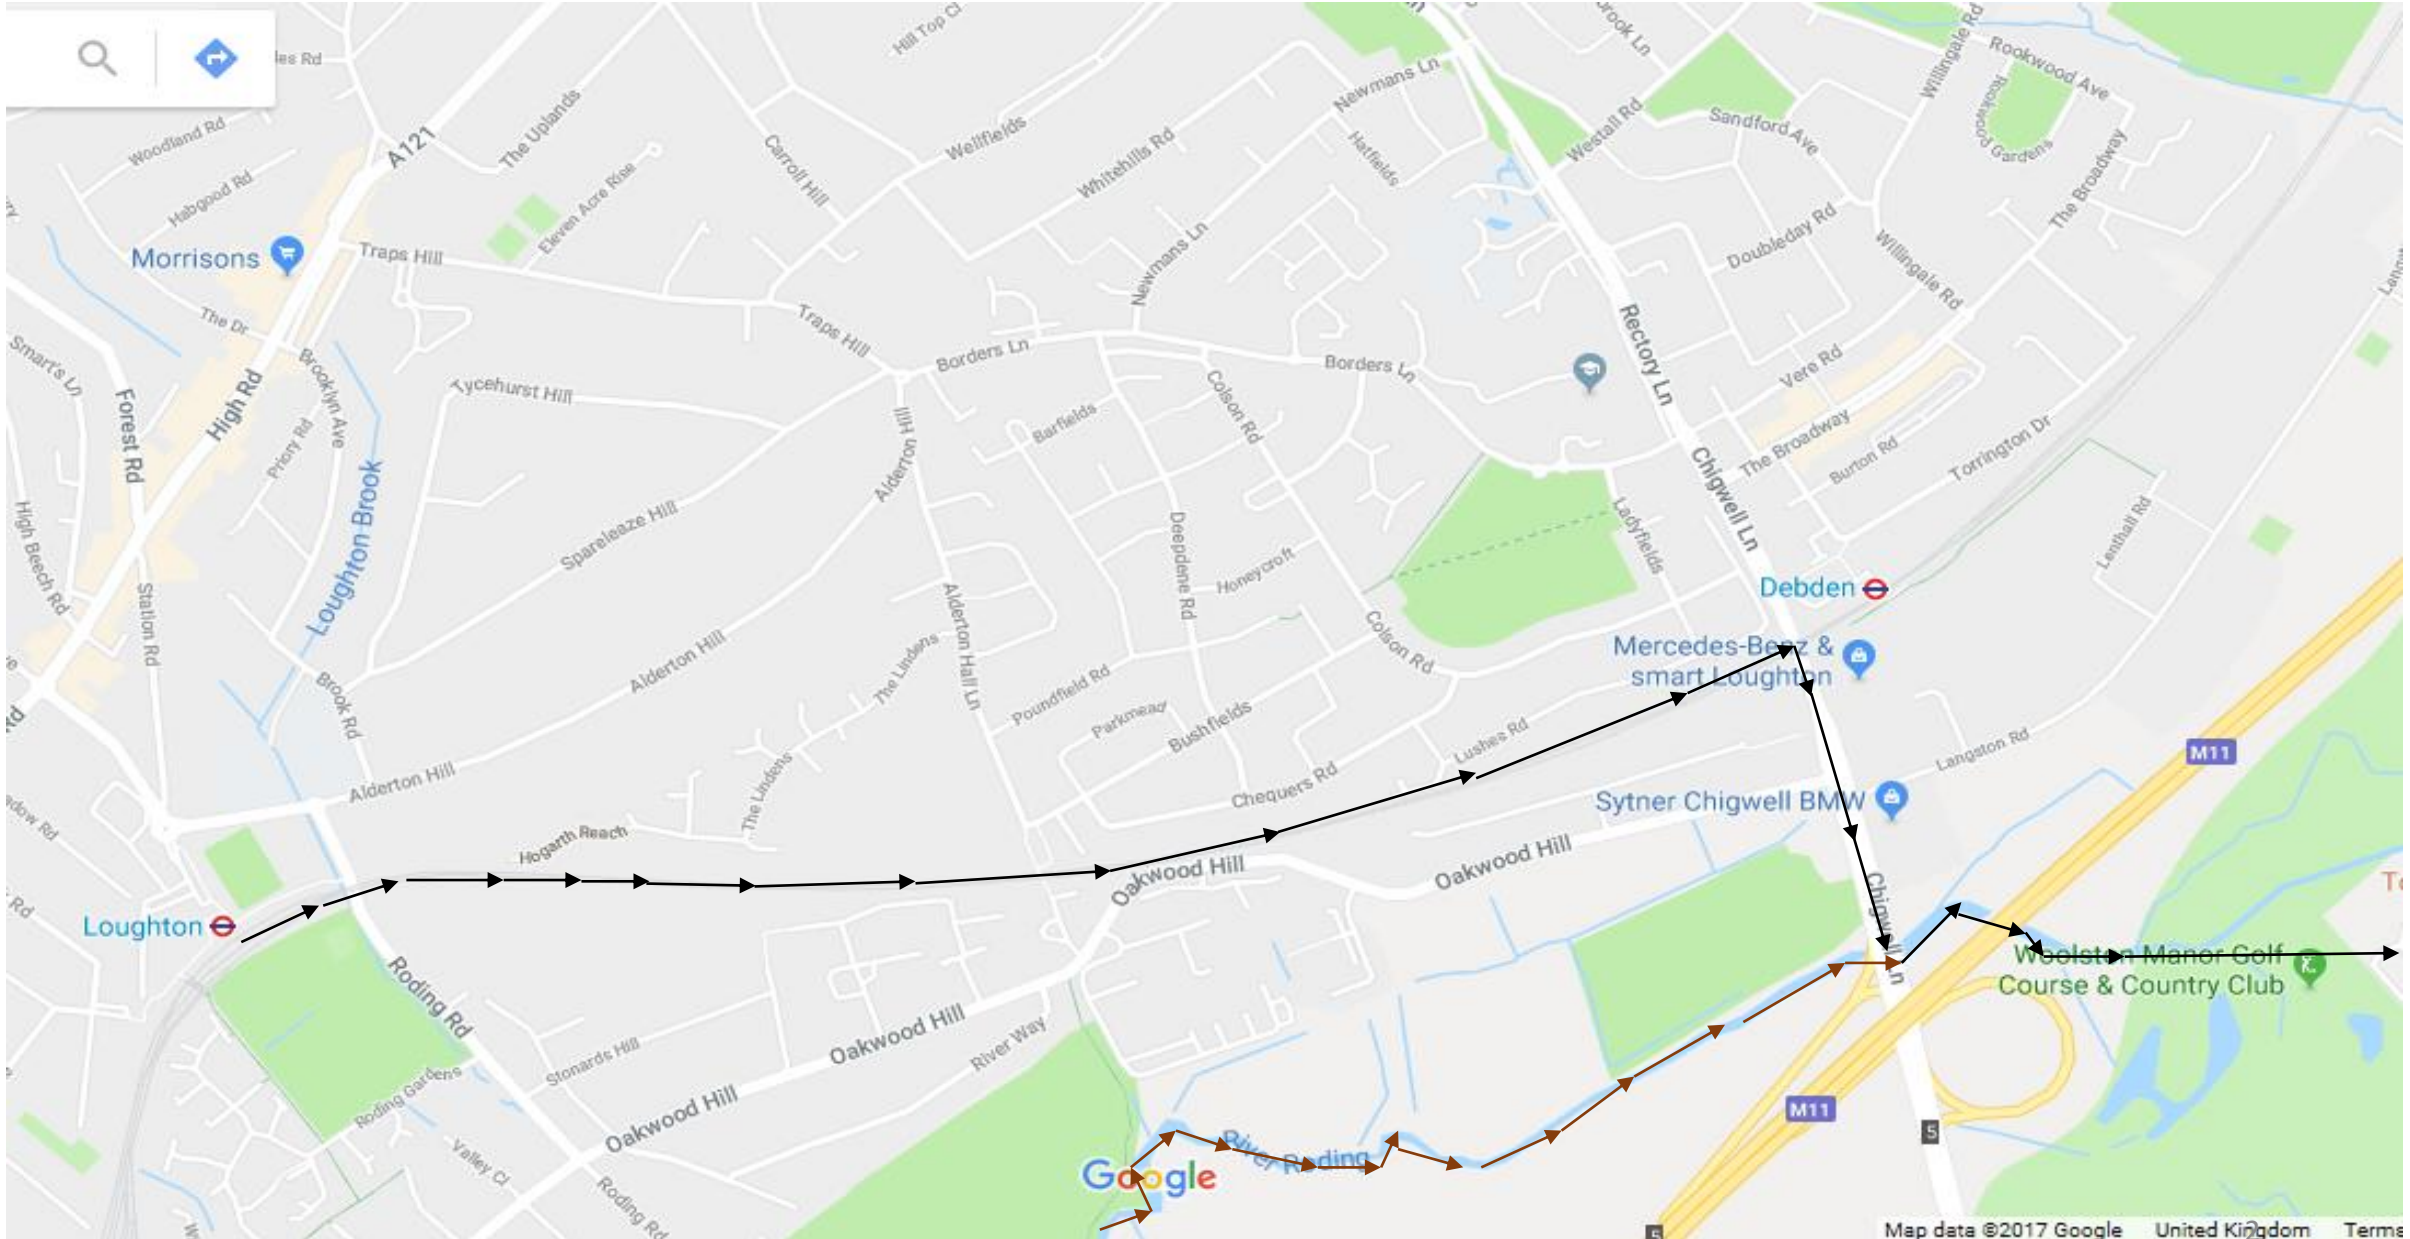 Hill Top Cl
Willingale Rd
Rookwood Ave
Rookwood Gardens
Newmans Ln
The Uplands
Woodland Rd
A121
Wellfields
Carroll Hill
Whitehills Rd
Hatfields
Westall Rd
Sandford Ave
Habgood Rd
Eleven Acre Rise
The Broadway
Morrisons
Traps Hill
Newmans Ln
Doubleday Rd
Willingale Rd
The Dr
Traps Hill
Rectory Ln
Smart's Ln
Brooklyn Ave
Borders Ln
Borders Ln
Vere Rd
Forest Rd
High Rd
Tycehurst Hill
Colson Rd
Priory Rd
Barfields
Alderton Hill
The Broadway
Burton Rd
Torrington Dr
Chigwell Ln
High Beech Rd
Loughton Brook
Spareleaze Hill
Deepdene Rd
Ladyfields
Lenthall Rd
Honeycroft
Station Rd
Alderton Hall Ln
Debden
Colson Rd
Alderton Hill
The Lindens
Mercedes-Benz &
smart Loughton
Brook Rd
Poundfield Rd
Parkmead
Bushfields
Lushes Rd
Langston Rd
M11
Alderton Hill
The Lindens
Chequers Rd
Sytner Chigwell BMW
Hogarth Reach
Oakwood Hill
Oakwood Hill
Chigwell Ln
Loughton
Woolston Manor Golf
Course & Country Club
Roding Rd
Oakwood Hill
River Way
Stonards Hill
Roding Gardens
Oakwood Hill
M11
5
Valley Cl
River Roding
Google
Roding Rd
5
Map data ©2017 Google United Kingdom Terms